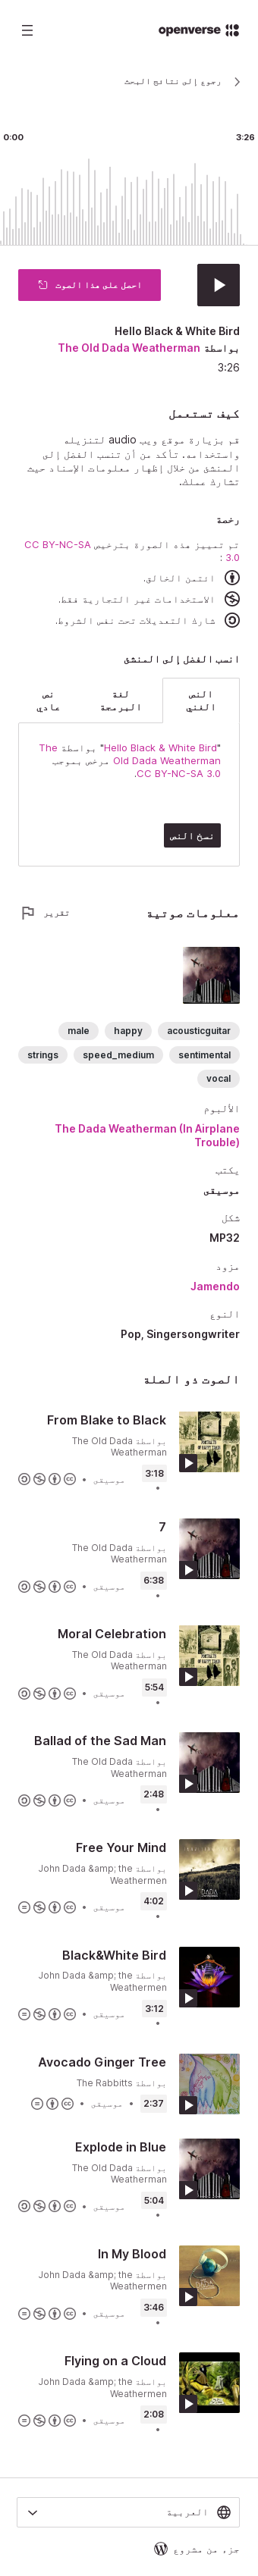 openverse
رجوع إلى نتائج البحث
0:00
3:26
احصل على هذا الصوت
Hello Black & White Bird
بواسطة The Old Dada Weatherman
3:26
كيف تستعمل
قم بزيارة موقع ويب audio لتنزيله
واستخدامه. تأكد من أن تنسب الفضل إلى
المنشئ من خلال إظهار معلومات الإسناد حيث
تشارك عملك.
رخصة
تم تمييز هذه الصورة بترخيص CC BY-NC-SA
3.0 :
ائتمن الخالق.
الاستخدامات غير التجارية فقط.
شارك التعديلات تحت نفس الشروط.
انسب الفضل إلى المنشئ
النص الغني
لغة البرمجة
نص عادي
"Hello Black & White Bird" بواسطة The
Old Dada Weatherman مرخص بموجب
CC BY-NC-SA 3.0.
نسخ النص
معلومات صوتية
تقرير
acousticguitar
happy
male
sentimental
speed_medium
strings
vocal
الألبوم
The Dada Weatherman (In Airplane
Trouble)
يكتب
موسيقى
شكل
MP32
مزود
Jamendo
النوع
Pop, Singersongwriter
الصوت ذو الصلة
From Blake to Black
بواسطة The Old Dada
Weatherman
3:18 • موسيقى •
7
بواسطة The Old Dada
Weatherman
6:38 • موسيقى •
Moral Celebration
بواسطة The Old Dada
Weatherman
5:54 • موسيقى •
Ballad of the Sad Man
بواسطة The Old Dada
Weatherman
2:48 • موسيقى •
Free Your Mind
بواسطة John Dada &amp; the
Weathermen
4:02 • موسيقى •
Black&White Bird
بواسطة John Dada &amp; the
Weathermen
3:12 • موسيقى •
Avocado Ginger Tree
بواسطة The Rabbitts
2:37 • موسيقى •
Explode in Blue
بواسطة The Old Dada
Weatherman
5:04 • موسيقى •
In My Blood
بواسطة John Dada &amp; the
Weathermen
3:46 • موسيقى •
Flying on a Cloud
بواسطة John Dada &amp; the
Weathermen
2:08 • موسيقى •
العربية
جزء من مشروع